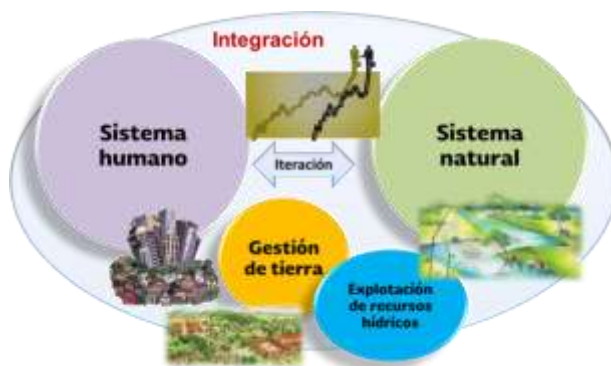 Integración
Sistema
humano
Iteración
Sistema
natural
Gestión
de tierra
Explotación
de recursos
hídricos